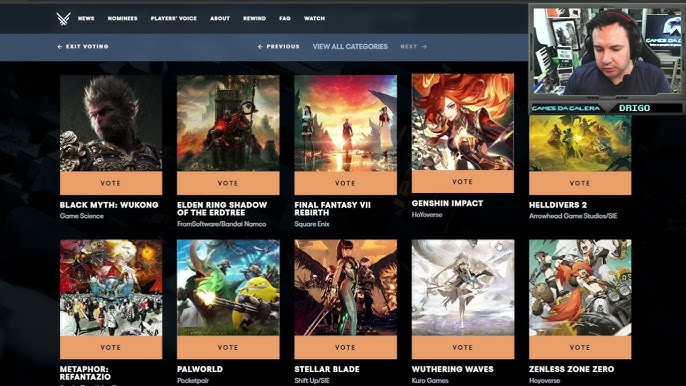 NEWS NOMINEES PLAYERS' VOICE ABOUT REWIND FAQ WATCH
← EXIT VOTING ← PREVIOUS VIEW ALL CATEGORIES NEXT →
GAMES DA GALERA
GAMES DA GALERA DRIGO
VOTE VOTE VOTE VOTE VOTE
BLACK MYTH: WUKONG
Game Science
ELDEN RING SHADOW
OF THE ERDTREE
FromSoftware/Bandai Namco
FINAL FANTASY VII
REBIRTH
Square Enix
GENSHIN IMPACT
HoYoverse
HELLDIVERS 2
Arrowhead Game Studios/SIE
VOTE VOTE VOTE VOTE VOTE
METAPHOR:
REFANTAZIO
PALWORLD
Pocketpair
STELLAR BLADE
Shift Up/SIE
WUTHERING WAVES
Kuro Games
ZENLESS ZONE ZERO
Hoyoverse